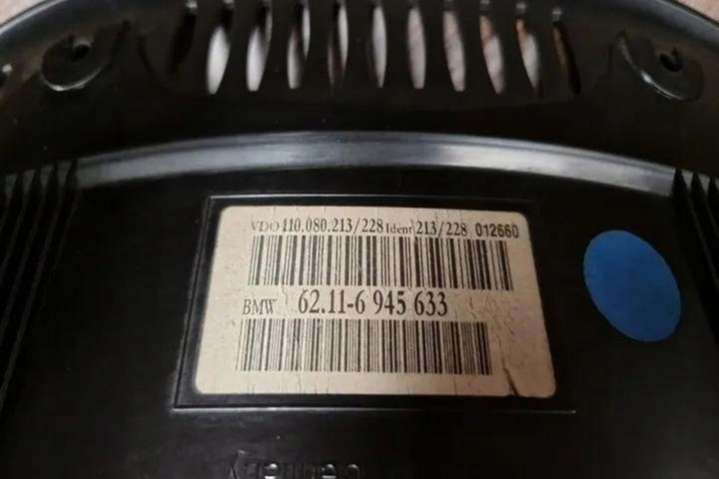 VDO 110.080.213/228 Ident 213/228 012660
BMW 62.11-6 945 633